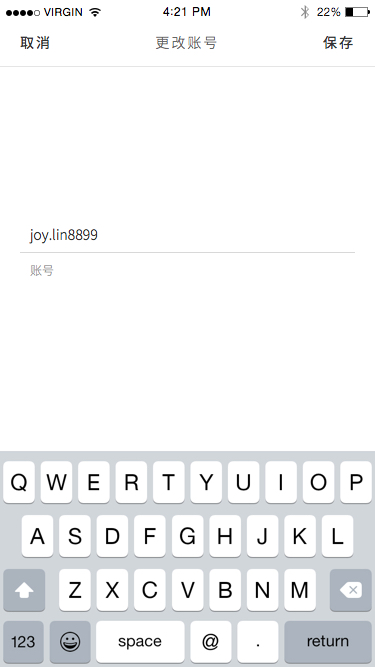 VIRGIN 4:21 PM 22%
取消 更改账号 保存
joy.lin8899
账号
Q W E R T Y U I O P
A S D F G H J K L
Z X C V B N M
123 space @ . return